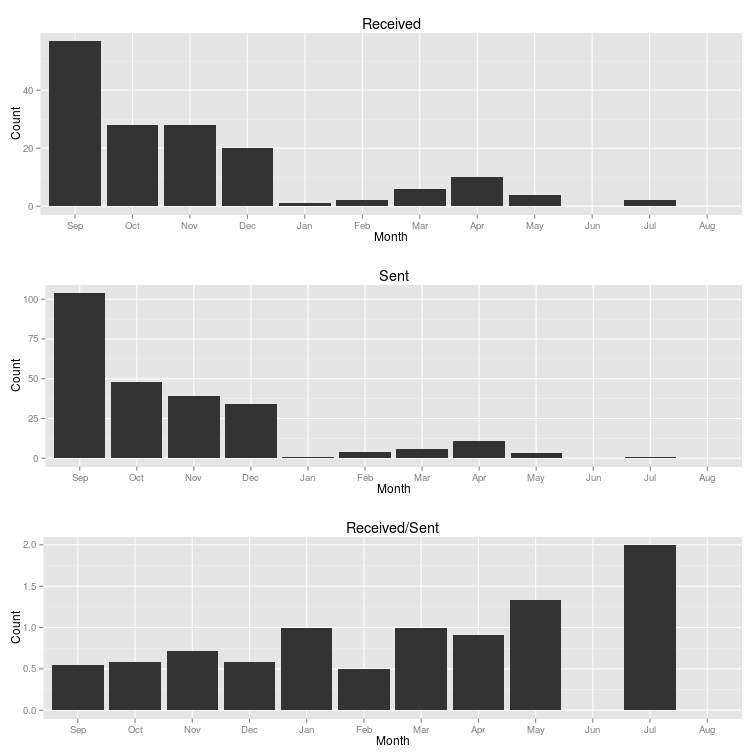 Received
Count
40
20
0
Sep Oct Nov Dec Jan Feb Mar Apr May Jun Jul Aug
Month
Sent
Count
100
75
50
25
0
Sep Oct Nov Dec Jan Feb Mar Apr May Jun Jul Aug
Month
Received/Sent
Count
2.0
1.5
1.0
0.5
0.0
Sep Oct Nov Dec Jan Feb Mar Apr May Jun Jul Aug
Month